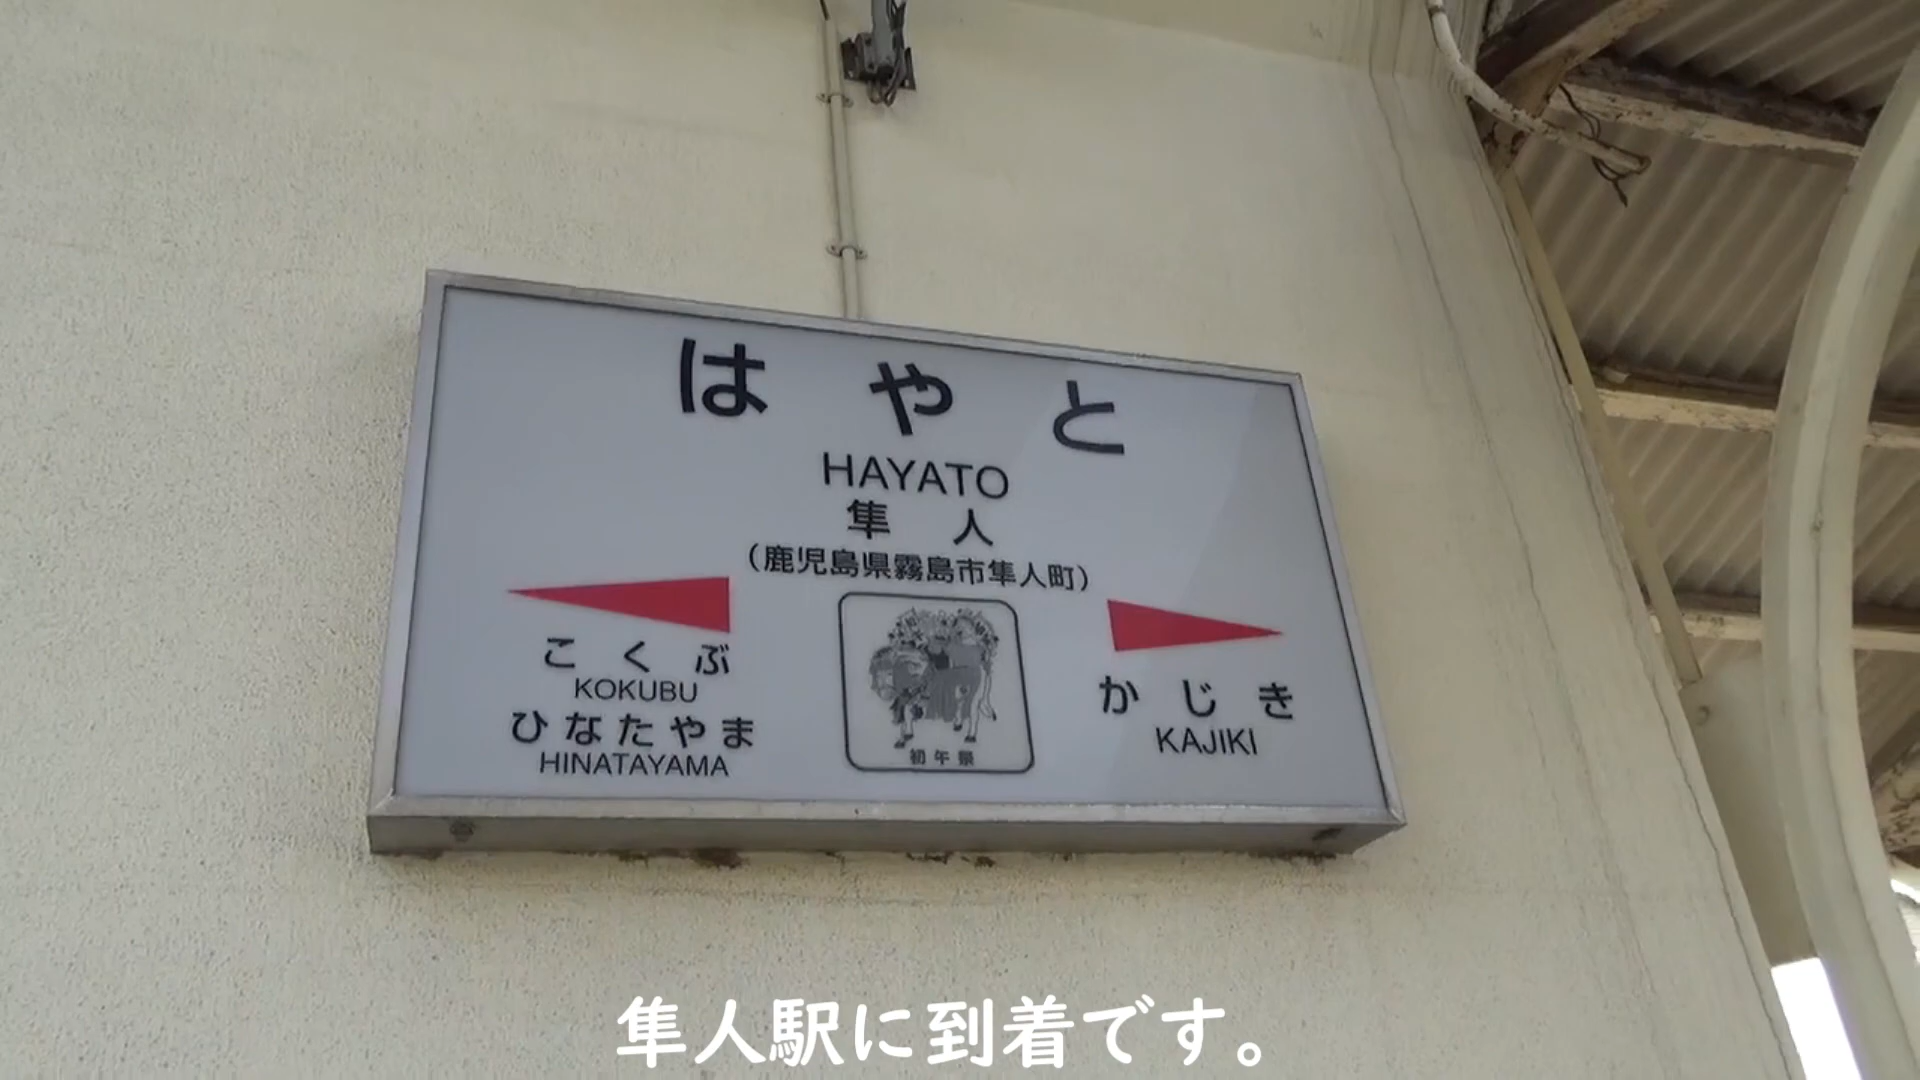 はやと
HAYATO
隼人
(鹿児島県霧島市隼人町)
こくぶ
KOKUBU
ひなたやま
HINATAYAMA
初午祭
かじき
KAJIKI
隼人駅に到着です。